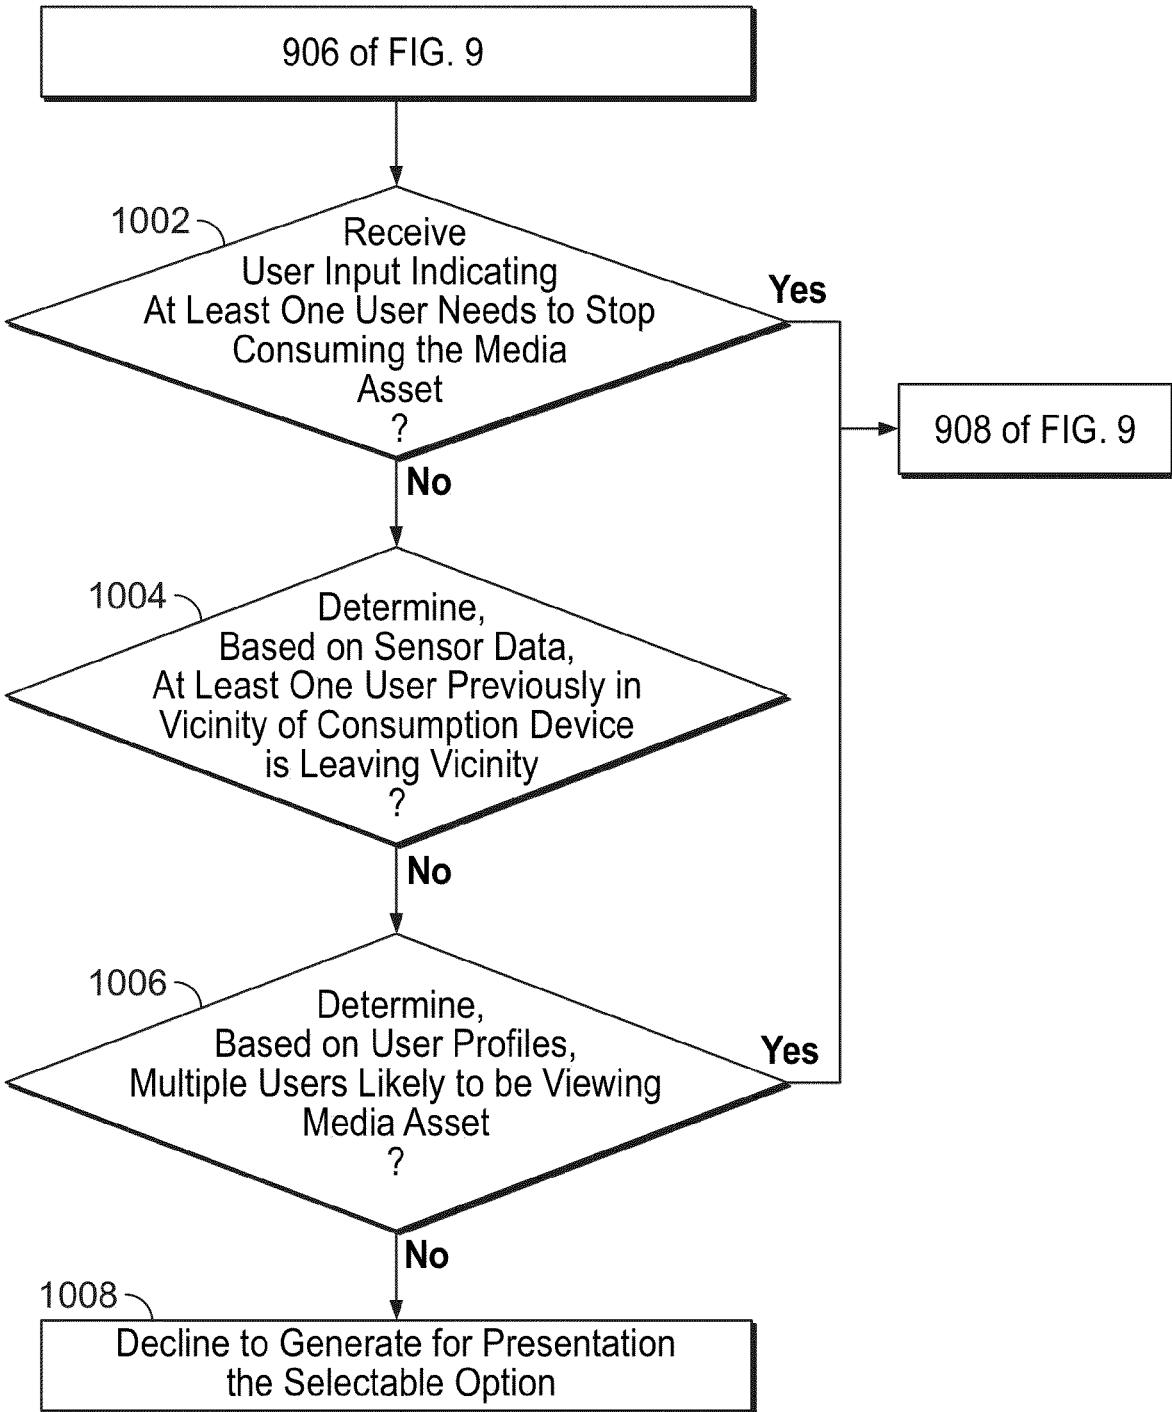 906 of FIG. 9
1002
Receive
User Input Indicating
At Least One User Needs to Stop
Consuming the Media
Asset
?
Yes
908 of FIG. 9
No
1004
Determine,
Based on Sensor Data,
At Least One User Previously in
Vicinity of Consumption Device
is Leaving Vicinity
?
No
1006
Determine,
Based on User Profiles,
Multiple Users Likely to be Viewing
Media Asset
?
Yes
No
1008
Decline to Generate for Presentation
the Selectable Option